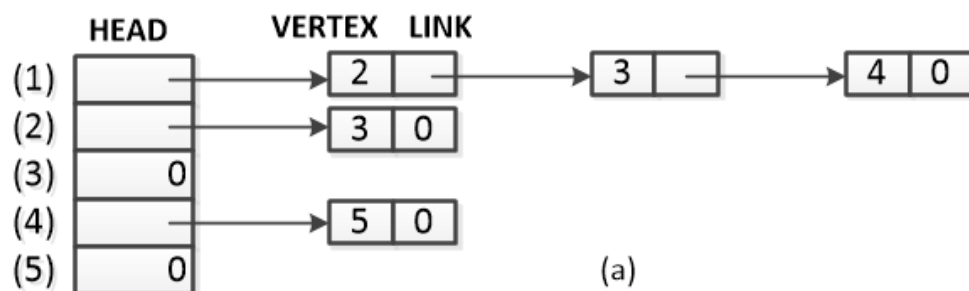 HEAD VERTEX LINK
(1) 2 3 4 0
(2) 3 0
(3) 0
(4) 5 0
(5) 0 (a)